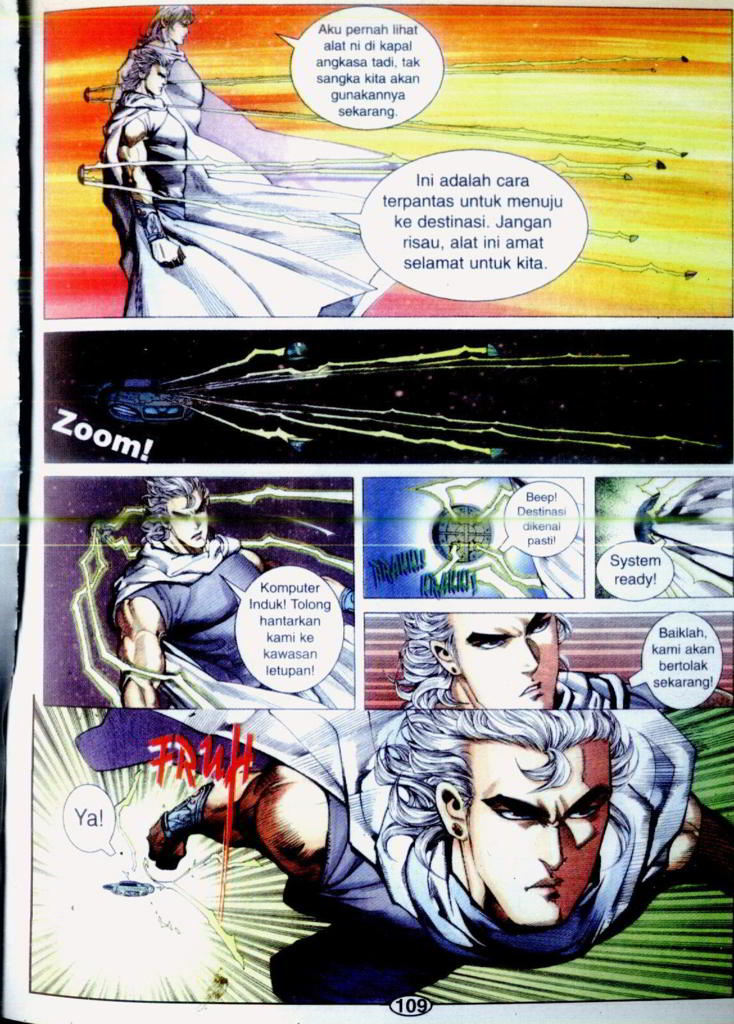 Aku pernah lihat
alat ni di kapal
angkasa tadi, tak
sangka kita akan
gunakannya
sekarang.
Ini adalah cara
terpantas untuk menuju
ke destinasi. Jangan
risau, alat ini amat
selamat untuk kita.
Zoom!
Komputer
Induk! Tolong
hantarkan
kami ke
kawasan
letupan!
Beep!
Destinasi
dikenal
pasti!
System
ready!
Baiklah,
kami akan
bertolak
sekarang!
FRUH
Ya!
109